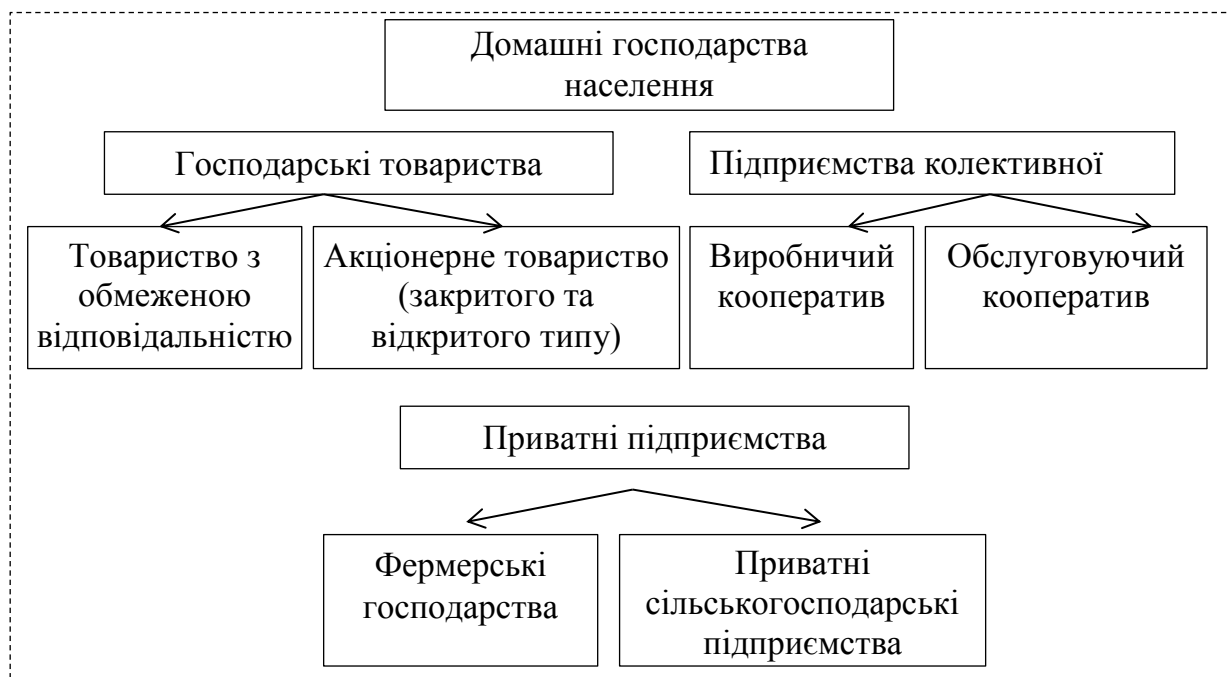 Домашні господарства
населення
Господарські товариства
Підприємства колективної
Товариство з
обмеженою
відповідальністю
Акціонерне товариство
(закритого та
відкритого типу)
Виробничий
кооператив
Обслуговуючий
кооператив
Приватні підприємства
Фермерські
господарства
Приватні
сільськогосподарські
підприємства